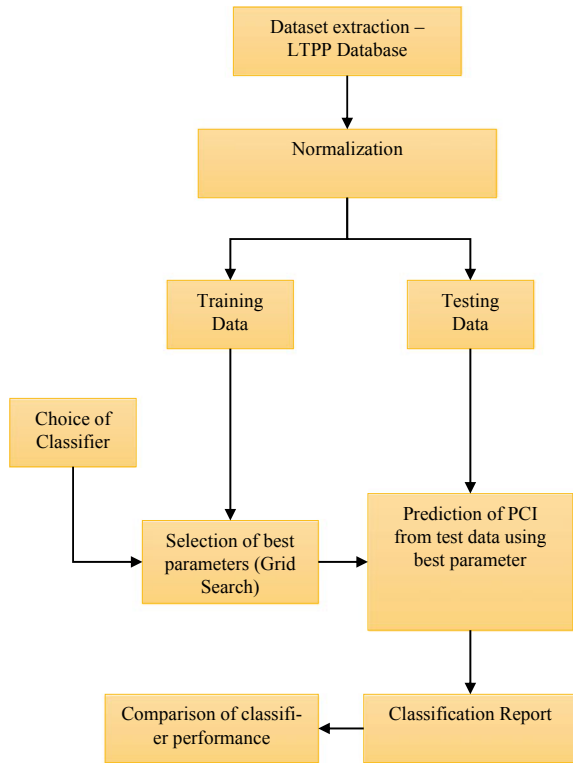 Dataset extraction –
LTPP Database
Normalization
Training
Data
Testing
Data
Choice of
Classifier
Selection of best
parameters (Grid
Search)
Prediction of PCI
from test data using
best parameter
Comparison of classifi-
er performance
Classification Report